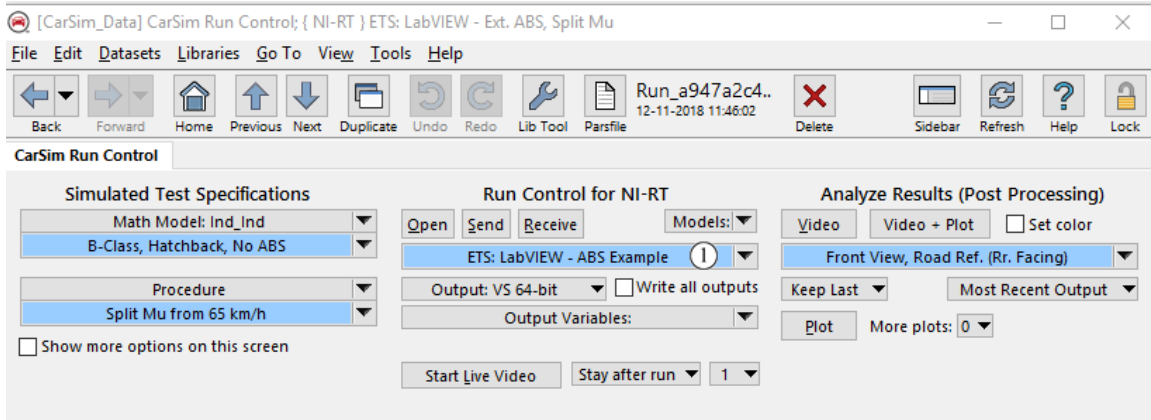 [CarSim_Data] CarSim Run Control; { NI-RT } ETS: LabVIEW - Ext. ABS, Split Mu
File Edit Datasets Libraries Go To View Tools Help
Back Forward Home Previous Next Duplicate Undo Redo Lib Tool Parsfile
Run_a947a2c4..
12-11-2018 11:46:02
Delete Sidebar Refresh Help Lock
CarSim Run Control
Simulated Test Specifications
Math Model: Ind_Ind
B-Class, Hatchback, No ABS
Procedure
Split Mu from 65 km/h
Show more options on this screen
Run Control for NI-RT
Open Send Receive Models:
ETS: LabVIEW - ABS Example 1
Output: VS 64-bit Write all outputs
Output Variables:
Start Live Video Stay after run 1
Analyze Results (Post Processing)
Video Video + Plot Set color
Front View, Road Ref. (Rr. Facing)
Keep Last Most Recent Output
Plot More plots: 0